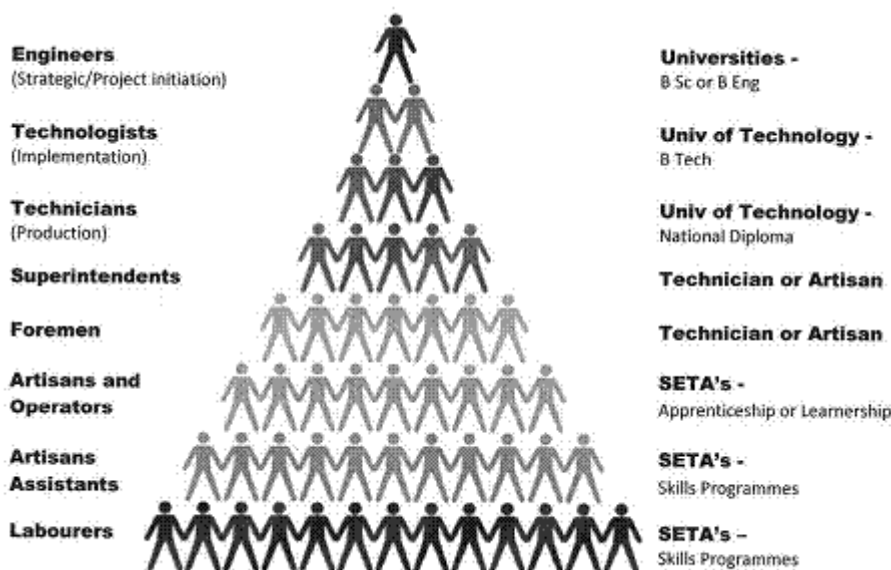 Engineers
(Strategic/Project initiation)
Universities -
B Sc or B Eng
Technologists
(Implementation)
Univ of Technology -
B Tech
Technicians
(Production)
Univ of Technology -
National Diploma
Superintendents
Technician or Artisan
Foremen
Technician or Artisan
Artisans and
Operators
SETA's -
Apprenticeship or Learnership
Artisans
Assistants
SETA's -
Skills Programmes
Labourers
SETA's –
Skills Programmes